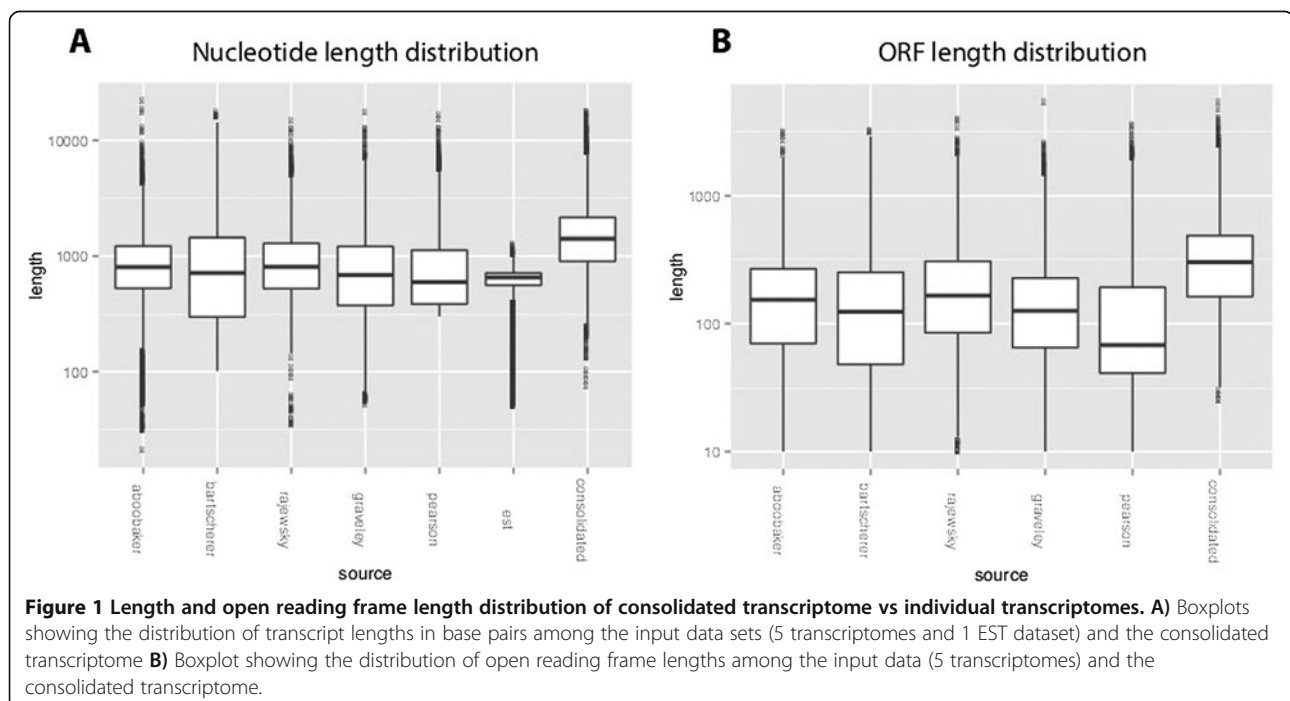 A
Nucleotide length distribution
10000
1000
100
length
aboobaker
bartscherer
rajewsky
graveley
pearson
est
consolidated
source
B
ORF length distribution
1000
100
10
length
aboobaker
bartscherer
rajewsky
graveley
pearson
consolidated
source
Figure 1 Length and open reading frame length distribution of consolidated transcriptome vs individual transcriptomes. A) Boxplots
showing the distribution of transcript lengths in base pairs among the input data sets (5 transcriptomes and 1 EST dataset) and the consolidated
transcriptome B) Boxplot showing the distribution of open reading frame lengths among the input data (5 transcriptomes) and the
consolidated transcriptome.